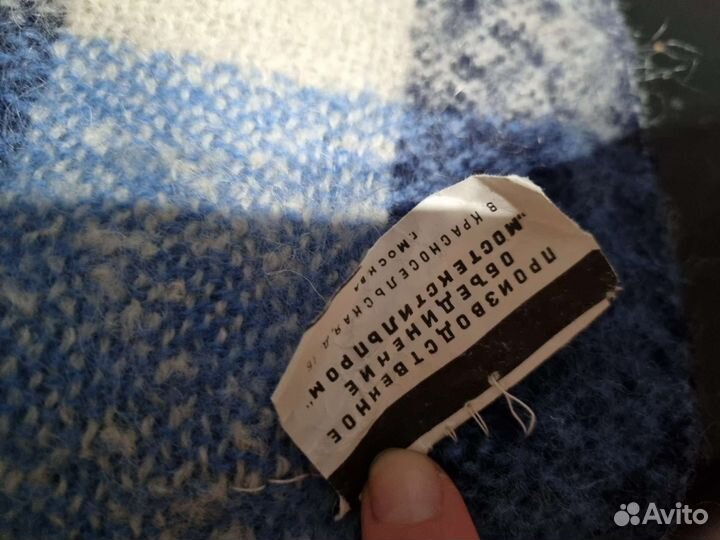 ПРОИЗВОДСТВЕННОЕ
ОБЪЕДИНЕНИЕ
"МОСТЕКСТИЛЬПРОМ"
Г. МОСКВА
В КРАСНОСЕЛЬСКАЯ, Д. 16
Avito